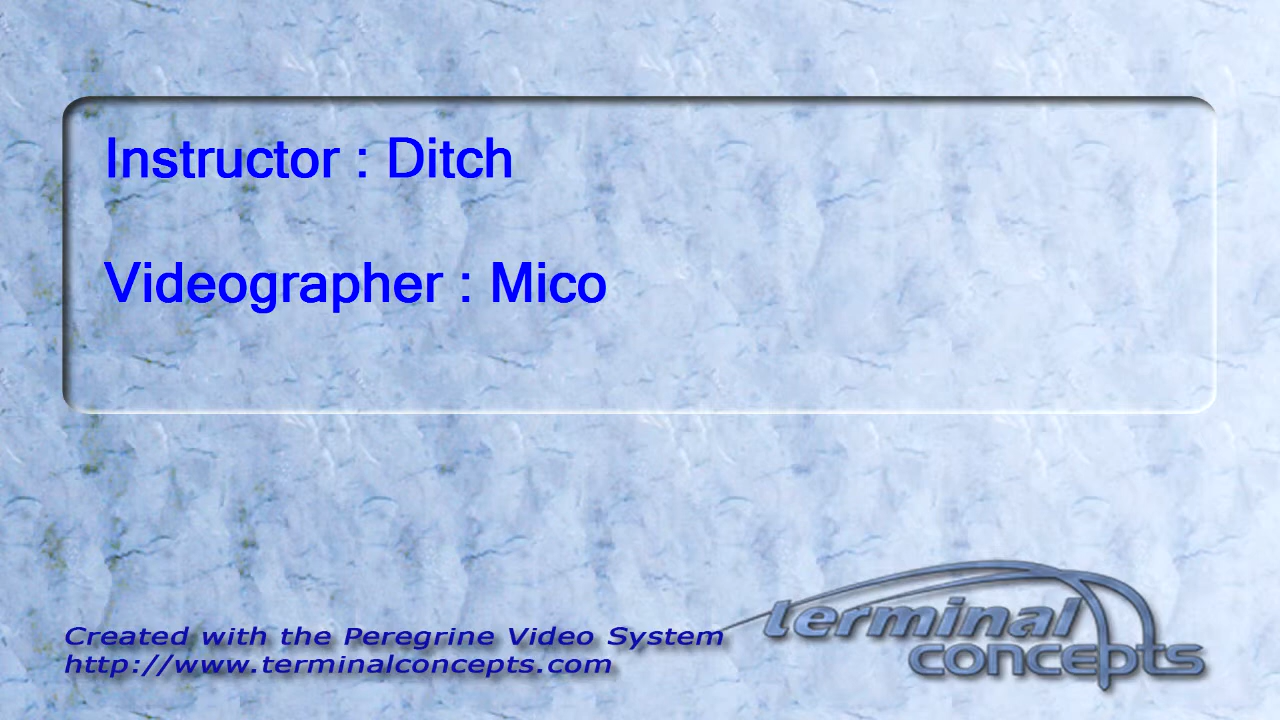 Instructor : Ditch
Videographer : Mico
Created with the Peregrine Video System
http://www.terminalconcepts.com
terminal
concepts